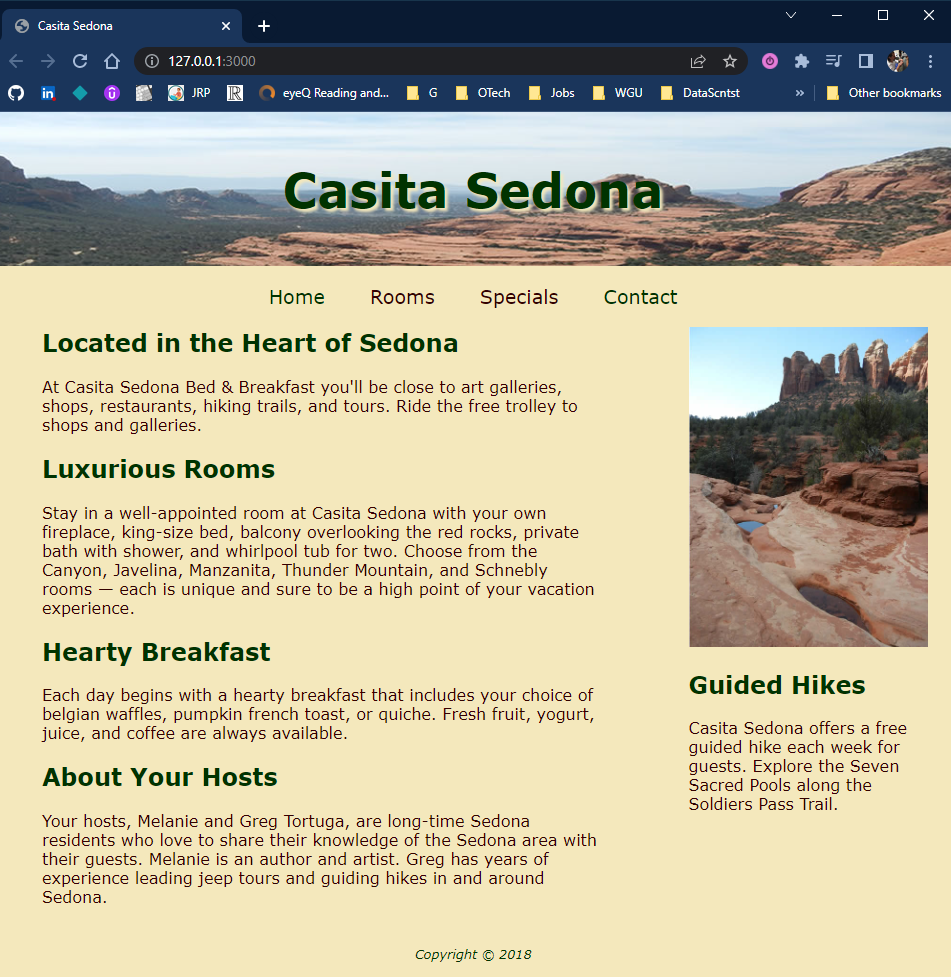 Casita Sedona
127.0.0.1:3000
in
JRP
R
eyeQ Reading and...
G
OTech
Jobs
WGU
DataScntst
»
Other bookmarks
Casita Sedona
Home Rooms Specials Contact
Located in the Heart of Sedona
At Casita Sedona Bed & Breakfast you'll be close to art galleries,
shops, restaurants, hiking trails, and tours. Ride the free trolley to
shops and galleries.
Luxurious Rooms
Stay in a well-appointed room at Casita Sedona with your own
fireplace, king-size bed, balcony overlooking the red rocks, private
bath with shower, and whirlpool tub for two. Choose from the
Canyon, Javelina, Manzanita, Thunder Mountain, and Schnebly
rooms — each is unique and sure to be a high point of your vacation
experience.
Hearty Breakfast
Each day begins with a hearty breakfast that includes your choice of
belgian waffles, pumpkin french toast, or quiche. Fresh fruit, yogurt,
juice, and coffee are always available.
About Your Hosts
Your hosts, Melanie and Greg Tortuga, are long-time Sedona
residents who love to share their knowledge of the Sedona area with
their guests. Melanie is an author and artist. Greg has years of
experience leading jeep tours and guiding hikes in and around
Sedona.
Guided Hikes
Casita Sedona offers a free
guided hike each week for
guests. Explore the Seven
Sacred Pools along the
Soldiers Pass Trail.
Copyright © 2018